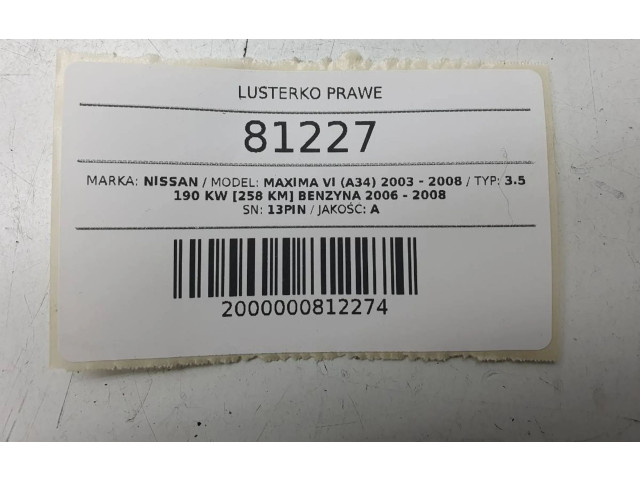 LUSTERKO PRAWE
81227
MARKA: NISSAN / MODEL: MAXIMA VI (A34) 2003 - 2008 / TYP: 3.5
190 KW [258 KM] BENZYNA 2006 - 2008
SN: 13PIN / JAKOŚC: A
2000000812274